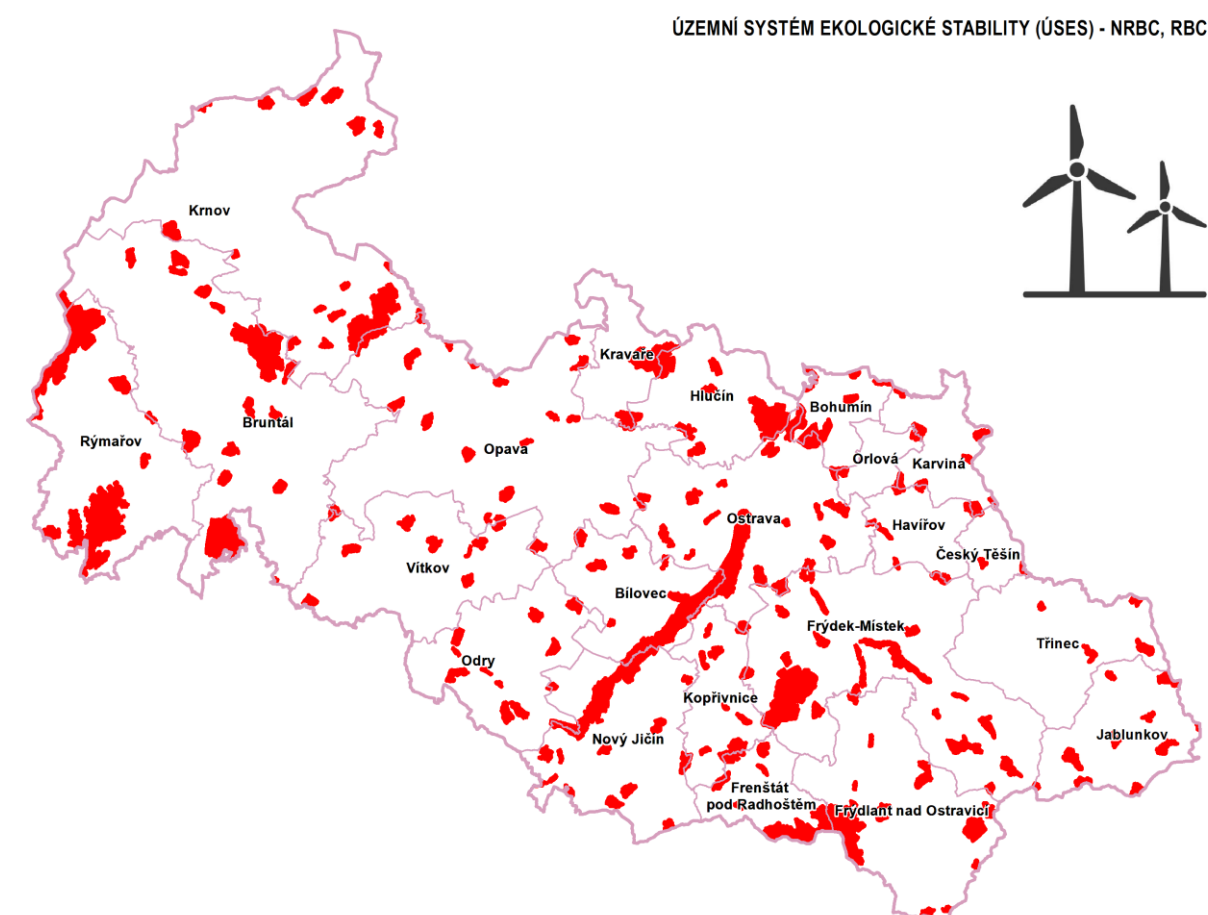 ÚZEMNÍ SYSTÉM EKOLOGICKÉ STABILITY (ÚSES) - NRBC, RBC
Krnov
Kravaře
Hlučín
Bohumín
Bruntál
Rýmařov
Opava
Orlová
Karviná
Ostrava
Havířov
Český Těšín
Vítkov
Bílovec
Frýdek-Místek
Třinec
Odry
Kopřivnice
Nový Jičín
Jablunkov
Frenštát
pod Radhoštěm
Frýdlant nad Ostravicí